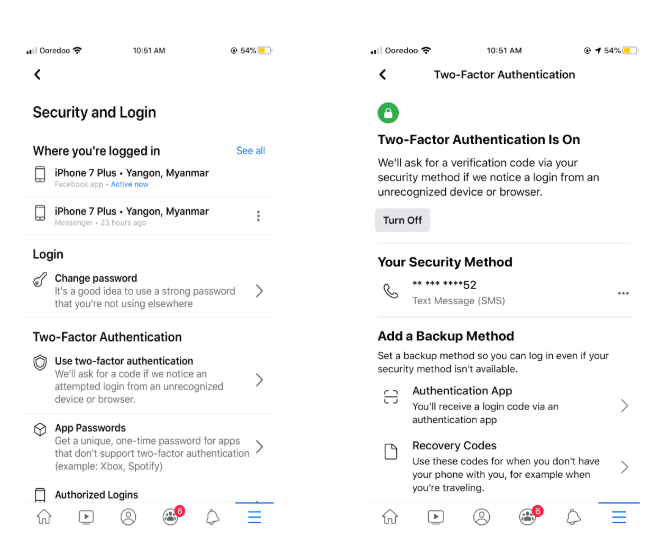 Ooredoo
10:51 AM
54%
Security and Login
Where you're logged in
See all
iPhone 7 Plus • Yangon, Myanmar
Facebook app • Active now
iPhone 7 Plus • Yangon, Myanmar
Messenger • 23 hours ago
Login
Change password
It's a good idea to use a strong password
that you're not using elsewhere
Two-Factor Authentication
Use two-factor authentication
We'll ask for a code if we notice an
attempted login from an unrecognized
device or browser.
App Passwords
Get a unique, one-time password for apps
that don't support two-factor authentication
(example: Xbox, Spotify)
Authorized Logins
6
Ooredoo
10:51 AM
54%
Two-Factor Authentication
Two-Factor Authentication Is On
We'll ask for a verification code via your
security method if we notice a login from an
unrecognized device or browser.
Turn Off
Your Security Method
** *** ****52
Text Message (SMS)
Add a Backup Method
Set a backup method so you can log in even if your
security method isn't available.
Authentication App
You'll receive a login code via an
authentication app
Recovery Codes
Use these codes for when you don't have
your phone with you, for example when
you're traveling.
6